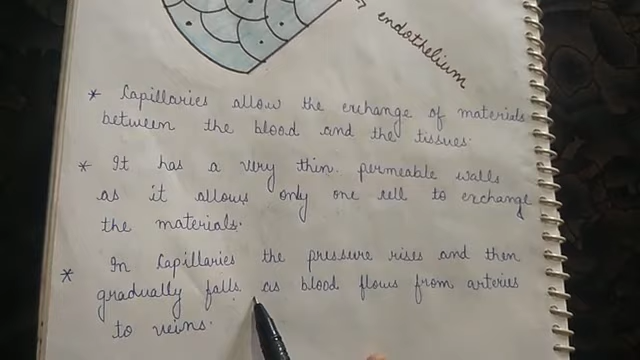 endothelium
* Capillaries allow the exchange of materials
between the blood and the tissues.
* It has a very thin. permeable walls
as it allows only one cell to exchange
the materials.
* In Capillaries the pressure rises and then
gradually falls. as blood flows from arteries
to veins.